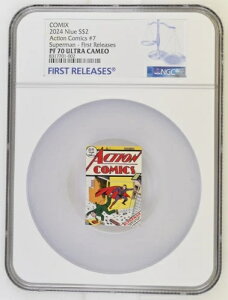 COMIX
2024 Niue S$2
Action Comics #7
Superman - First Releases
PF 70 ULTRA CAMEO
FIRST RELEASES
NGC
ACTION
COMICS